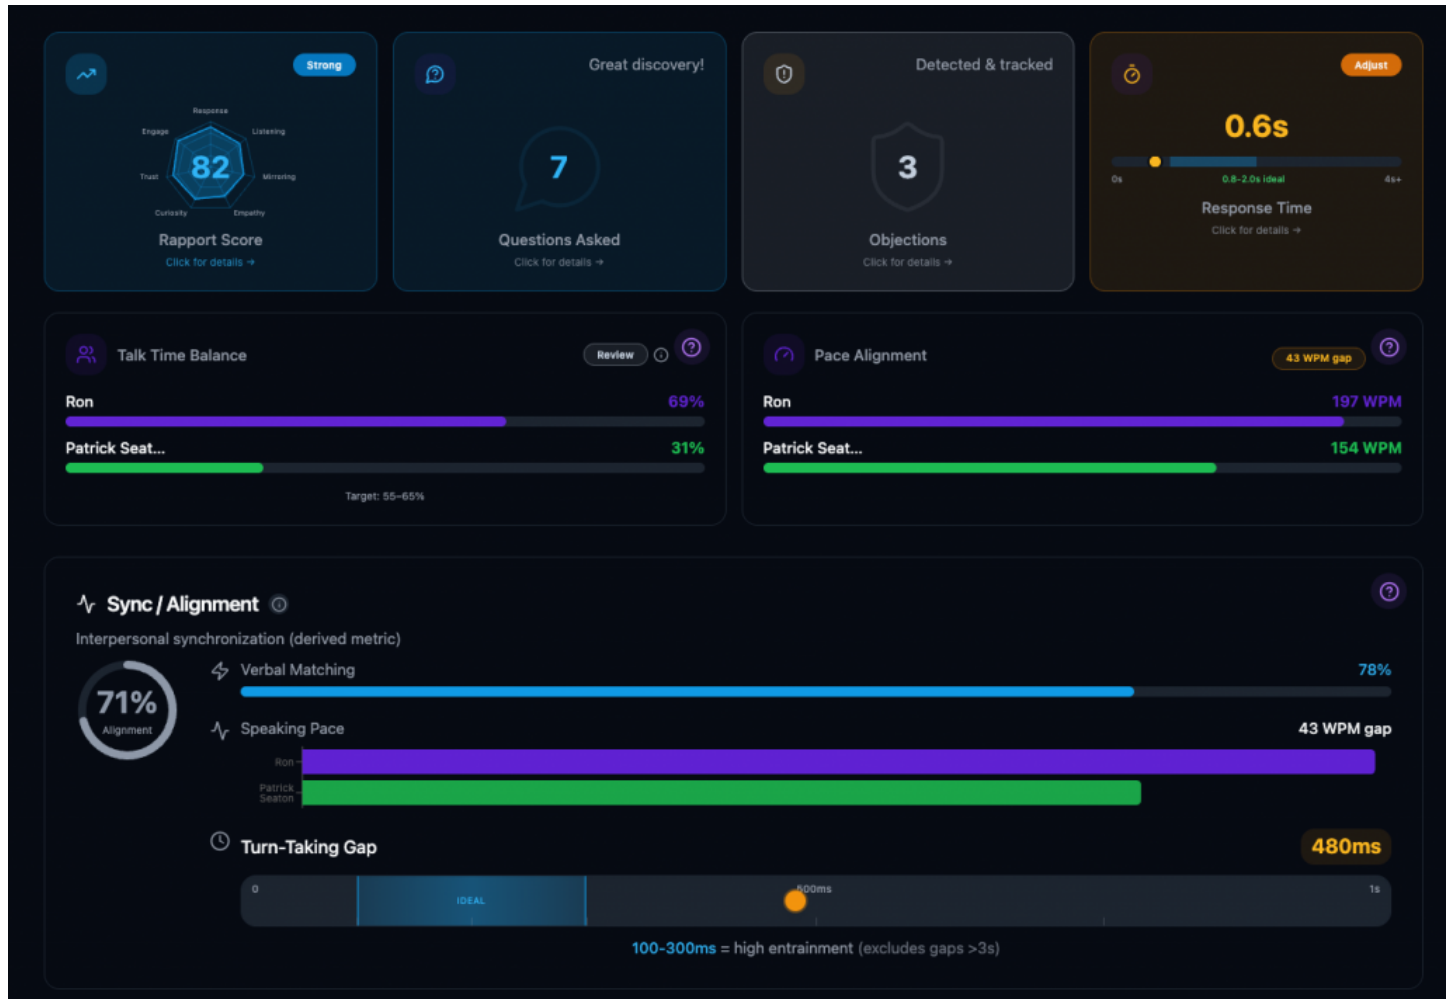 Strong
Response
Engage
Listening
82
Trust
Mirroring
Curiosity
Empathy
Rapport Score
Click for details →
Great discovery!
7
Questions Asked
Click for details →
Detected & tracked
3
Objections
Click for details →
Adjust
0.6s
0s
0.8–2.0s ideal
4s+
Response Time
Click for details →
Talk Time Balance
Review
Ron
69%
Patrick Seat...
31%
Target: 55–65%
Pace Alignment
43 WPM gap
Ron
197 WPM
Patrick Seat...
154 WPM
Sync / Alignment
Interpersonal synchronization (derived metric)
71%
Alignment
Verbal Matching
78%
Speaking Pace
43 WPM gap
Ron
Patrick
Seaton
Turn-Taking Gap
480ms
0
IDEAL
500ms
1s
100-300ms = high entrainment (excludes gaps >3s)